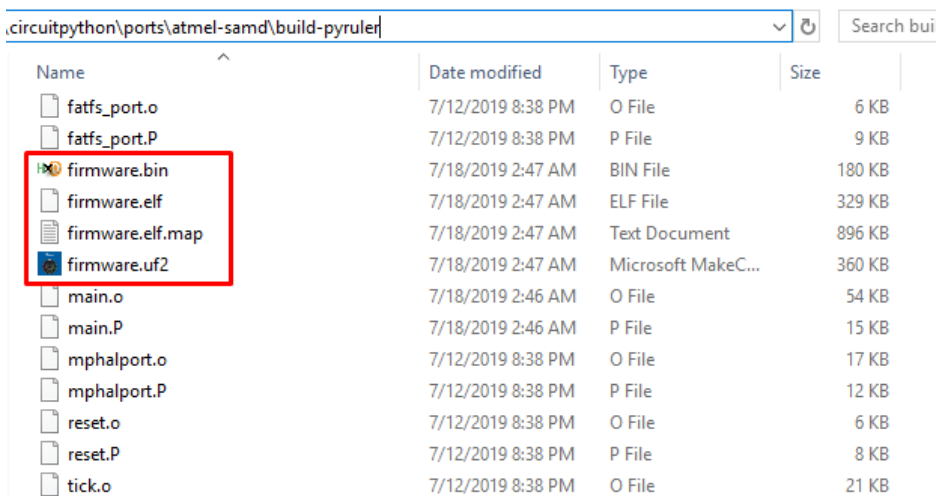 \circuitpython\ports\atmel-samd\build-pyruler Search bui
Name Date modified Type Size
fatfs_port.o 7/12/2019 8:38 PM O File 6 KB
fatfs_port.P 7/12/2019 8:38 PM P File 9 KB
firmware.bin 7/18/2019 2:47 AM BIN File 180 KB
firmware.elf 7/18/2019 2:47 AM ELF File 329 KB
firmware.elf.map 7/18/2019 2:47 AM Text Document 896 KB
firmware.uf2 7/18/2019 2:47 AM Microsoft MakeC... 360 KB
main.o 7/18/2019 2:46 AM O File 54 KB
main.P 7/18/2019 2:46 AM P File 15 KB
mphalport.o 7/12/2019 8:38 PM O File 17 KB
mphalport.P 7/12/2019 8:38 PM P File 12 KB
reset.o 7/12/2019 8:38 PM O File 6 KB
reset.P 7/12/2019 8:38 PM P File 8 KB
tick.o 7/12/2019 8:38 PM O File 21 KB